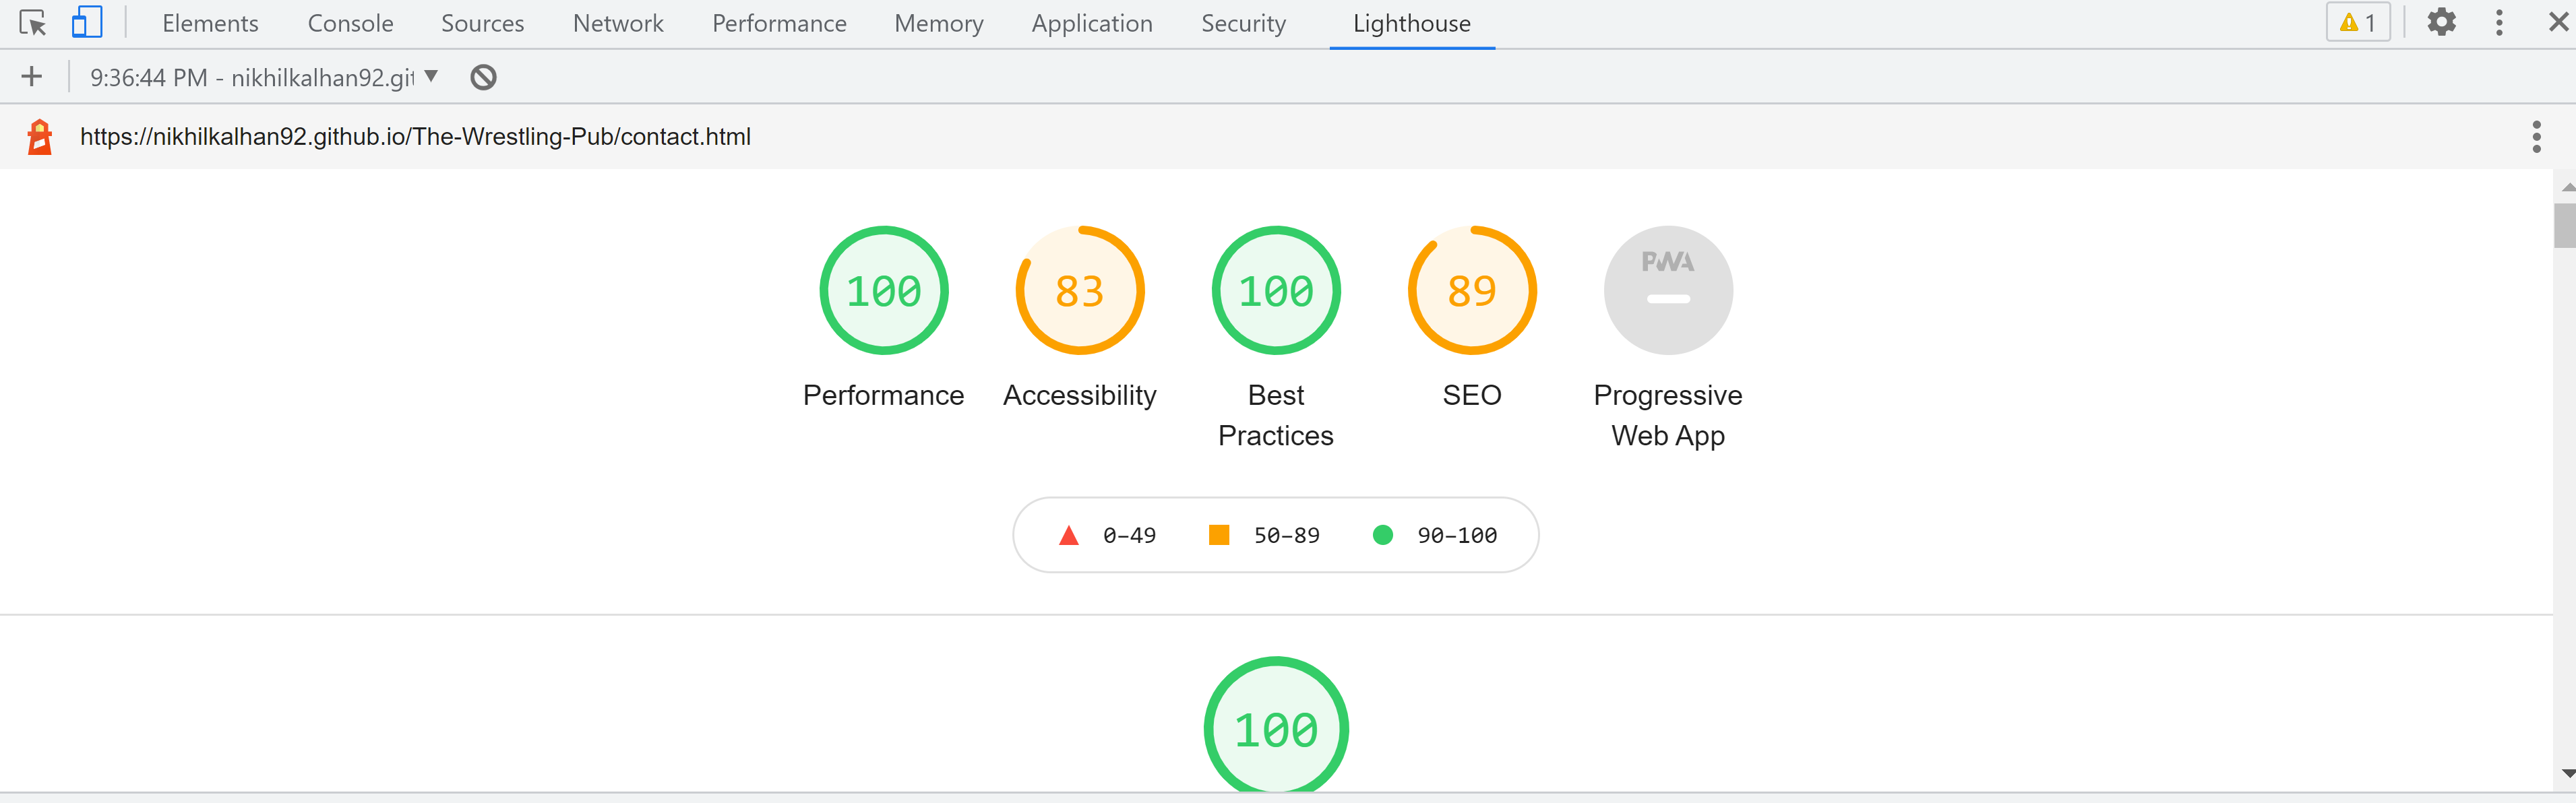 Elements Console Sources Network Performance Memory Application Security Lighthouse 1
9:36:44 PM - nikhilkalhan92.git
https://nikhilkalhan92.github.io/The-Wrestling-Pub/contact.html
100 83 100 89 PWA
Performance Accessibility Best Practices SEO Progressive Web App
0–49 50–89 90–100
100